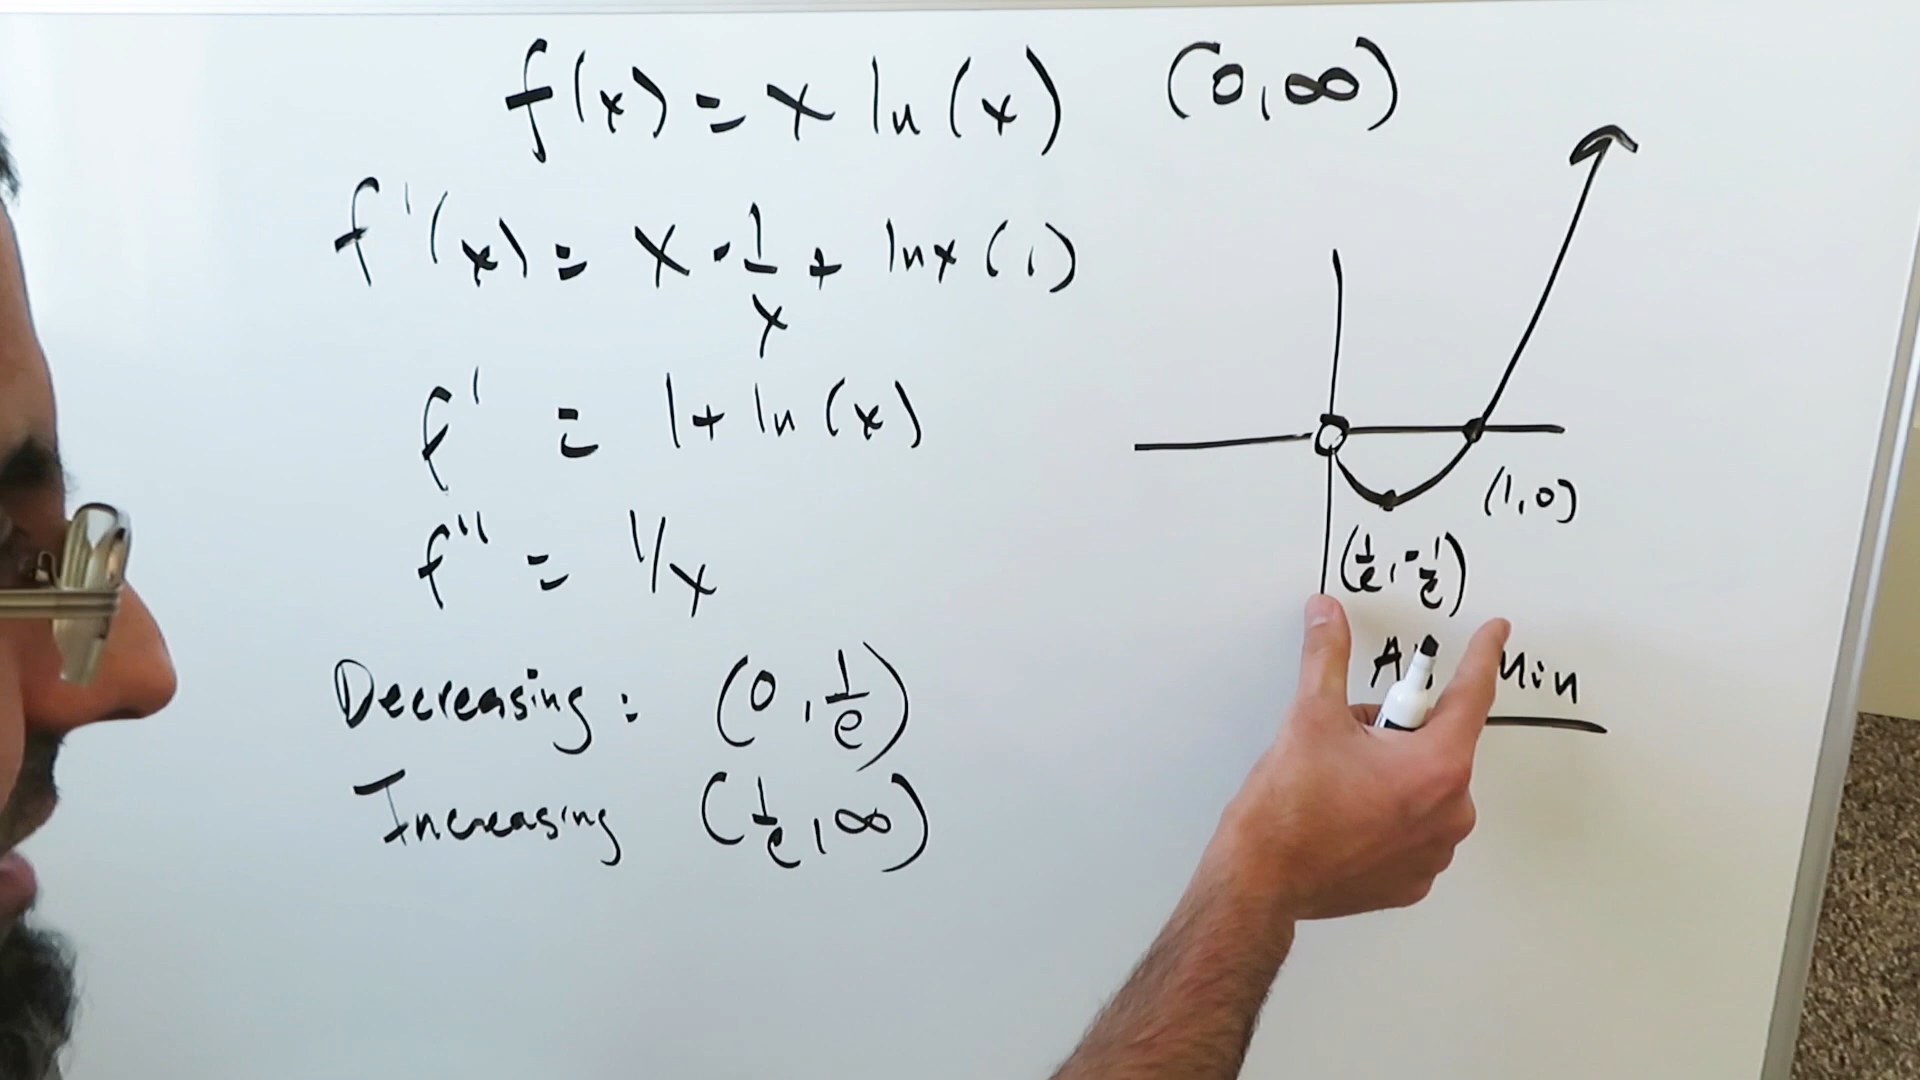 f(x) = x ln(x) (0,∞)
f'(x) = x · 1/x + lnx(1)
f' = 1 + ln(x)
f'' = 1/x
Decreasing: (0, 1/e)
Increasing (1/e, ∞)
(1,0)
(1/e, -1/e)
Min